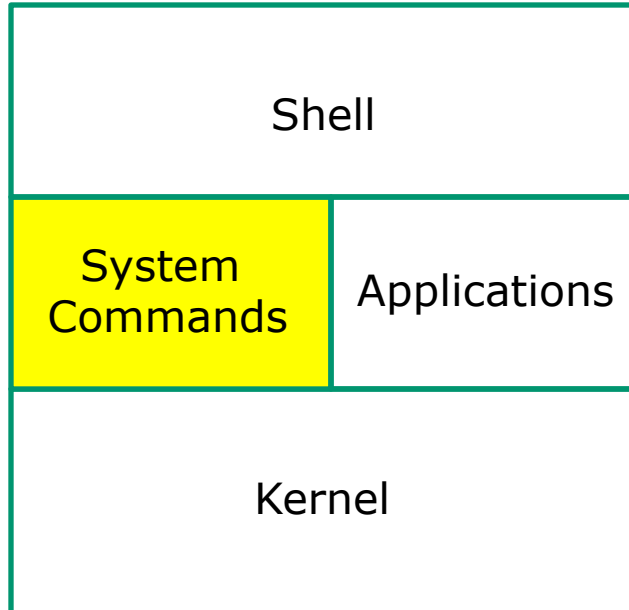 Shell
System
Commands
Applications
Kernel